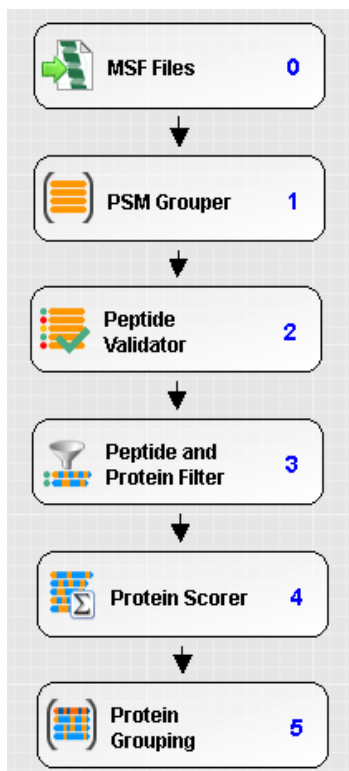 MSF Files 0
PSM Grouper 1
Peptide
Validator 2
Peptide and
Protein Filter 3
Protein Scorer 4
Protein
Grouping 5